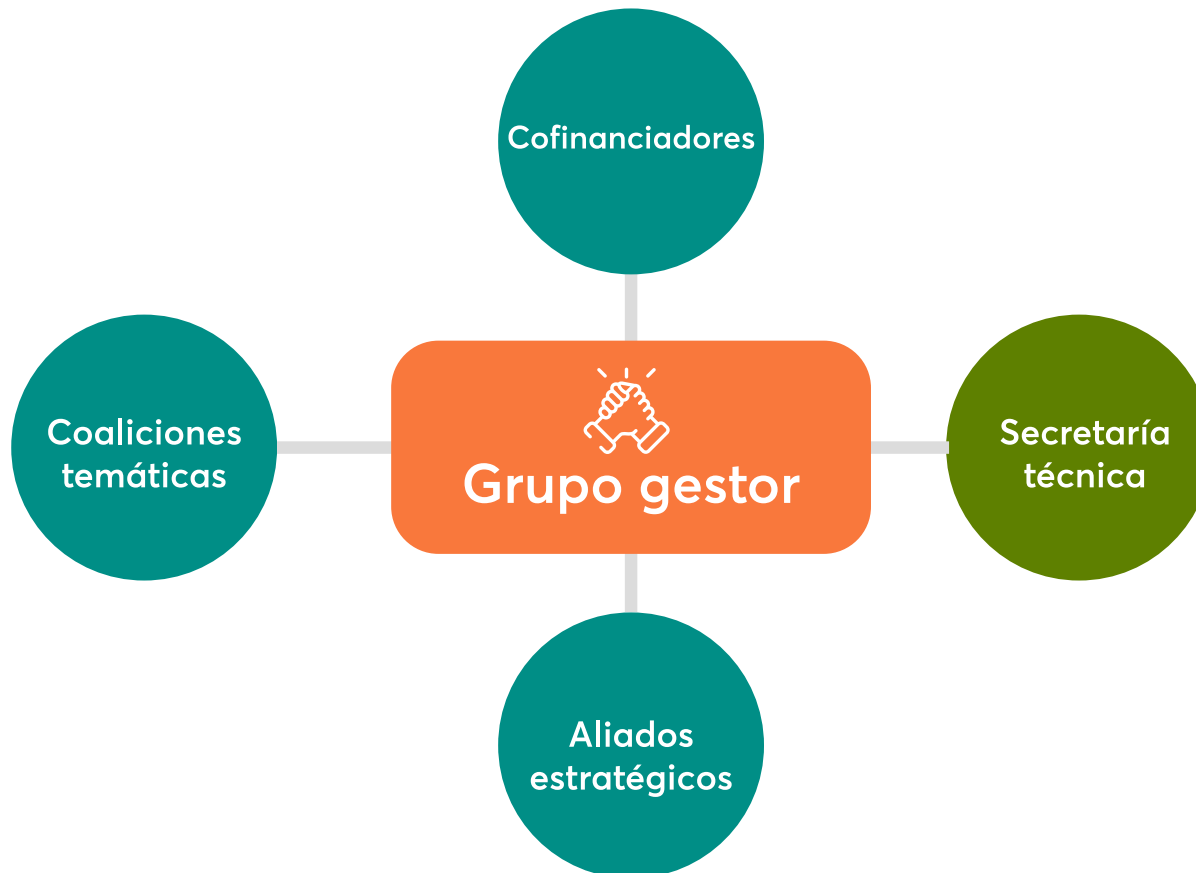 Cofinanciadores
Coaliciones
temáticas
Grupo gestor
Secretaría
técnica
Aliados
estratégicos